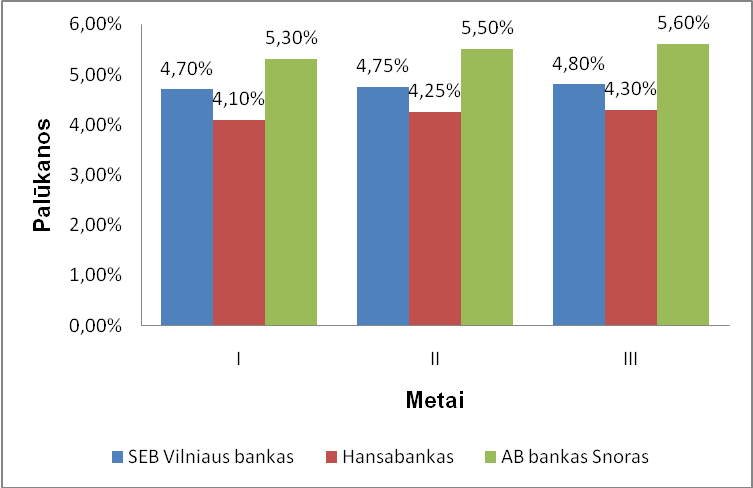 6,00%
5,00%
4,00%
3,00%
2,00%
1,00%
0,00%
Palūkanos
4,70%
4,10%
5,30%
4,75%
4,25%
5,50%
4,80%
4,30%
5,60%
I
II
III
Metai
SEB Vilniaus bankas
Hansabankas
AB bankas Snoras